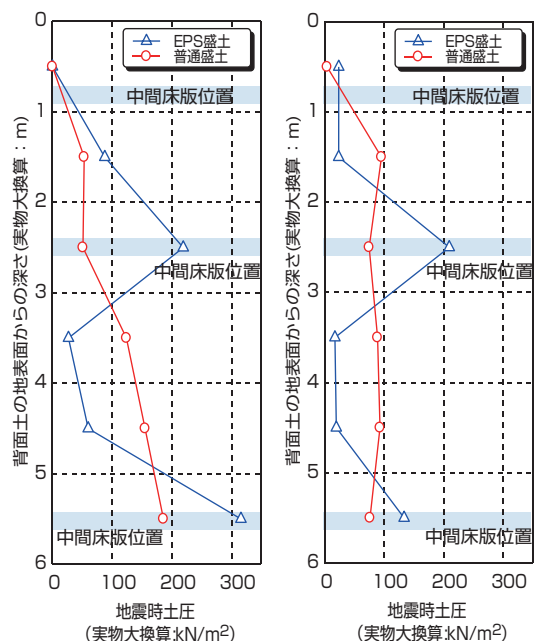 EPS盛土
普通盛土
中間床版位置
中間床版位置
中間床版位置
0
1
2
3
4
5
6
背面土の地表面からの深さ(実物大換算：m)
0 100 200 300
地震時土圧
(実物大換算:kN/m²)
EPS盛土
普通盛土
中間床版位置
中間床版位置
中間床版位置
0
1
2
3
4
5
6
背面土の地表面からの深さ(実物大換算：m)
0 100 200 300
地震時土圧
(実物大換算:kN/m²)